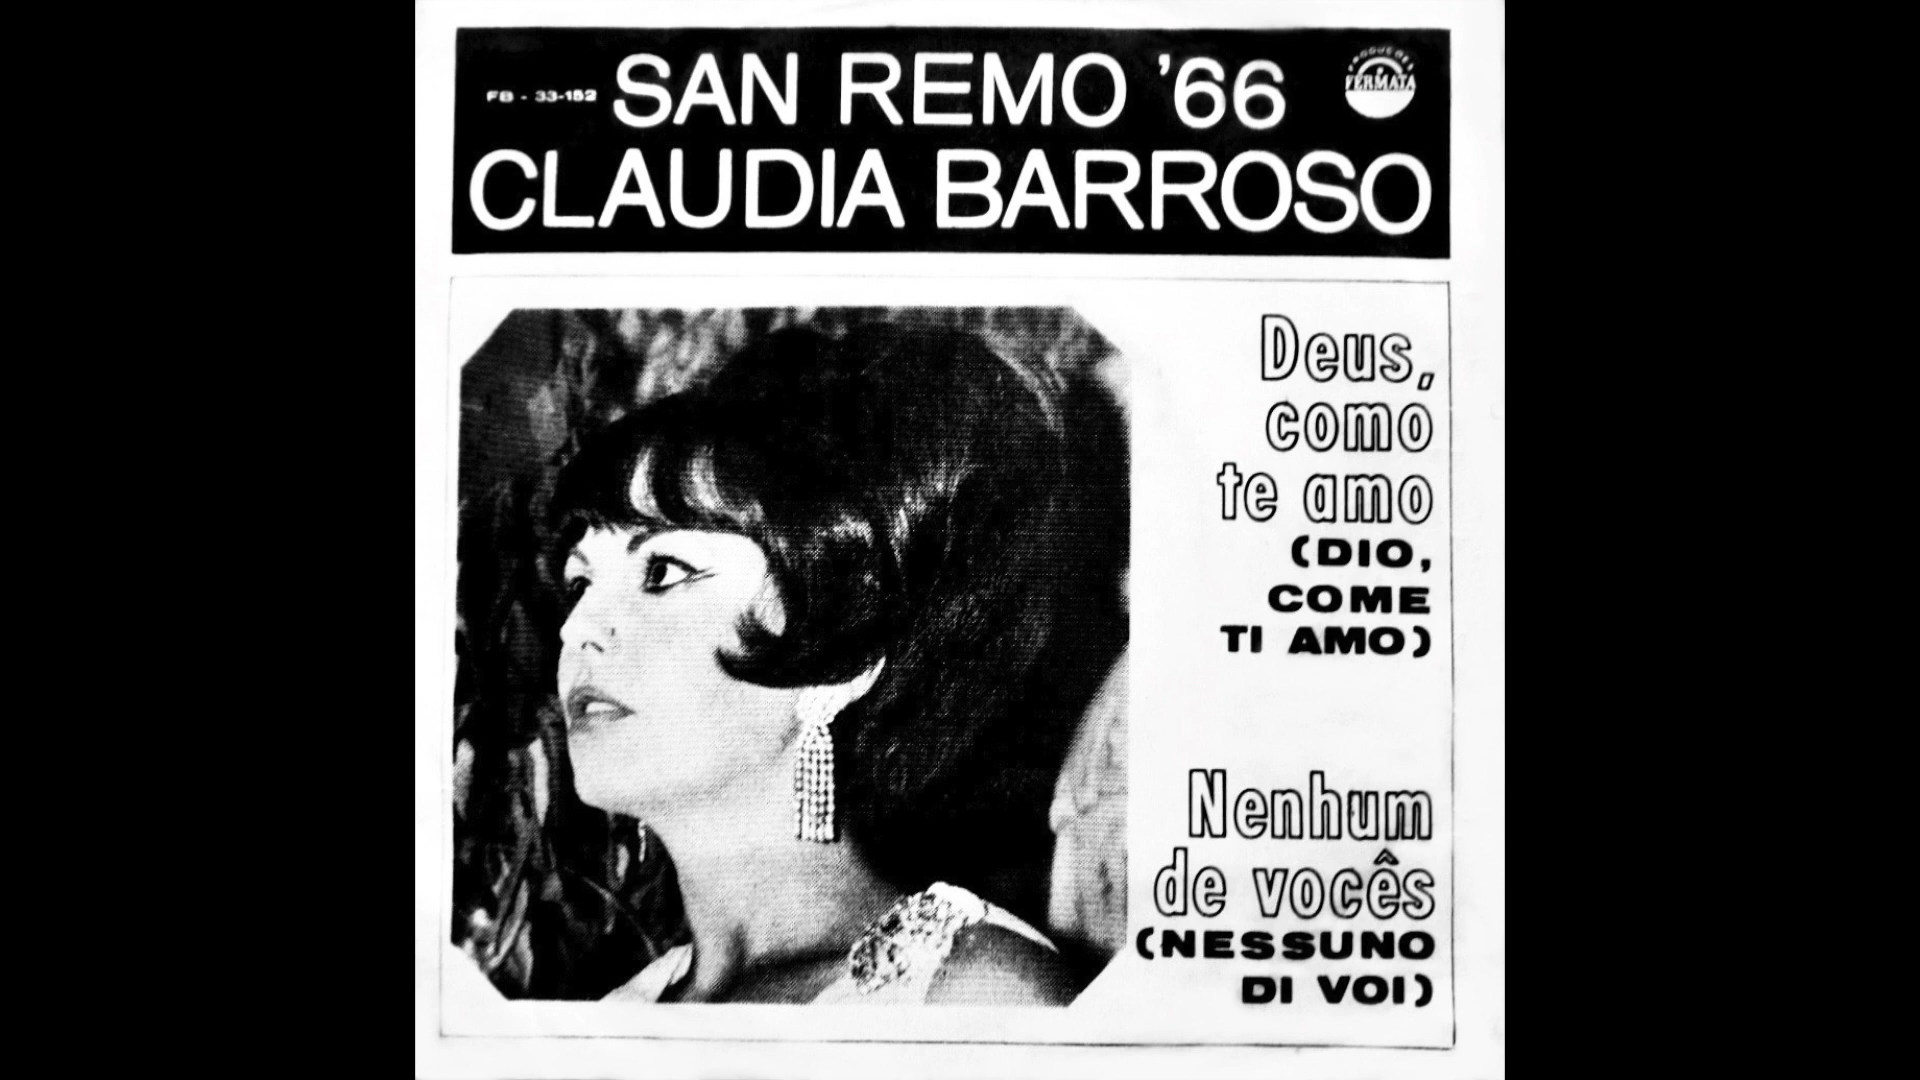 FB - 33-152 SAN REMO '66
DISQUES
FERMATA
CLAUDIA BARROSO
Deus,
como
te amo
(DIO,
COME
TI AMO)
Nenhum
de vocês
(NESSUNO
DI VOI)